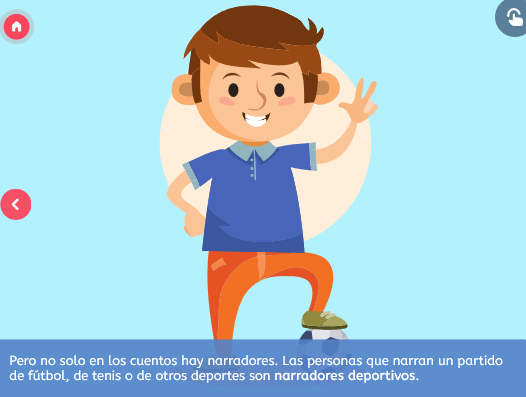 Pero no solo en los cuentos hay narradores. Las personas que narran un partido
de fútbol, de tenis o de otros deportes son narradores deportivos.